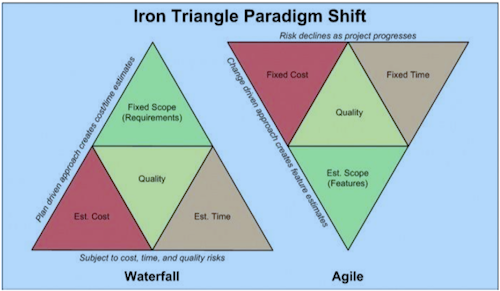 Iron Triangle Paradigm Shift
Plan driven approach creates cost/time estimates
Fixed Scope
(Requirements)
Quality
Est. Cost
Est. Time
Subject to cost, time, and quality risks
Waterfall
Risk declines as project progresses
Change driven approach creates feature estimates
Fixed Cost
Fixed Time
Quality
Est. Scope
(Features)
Agile